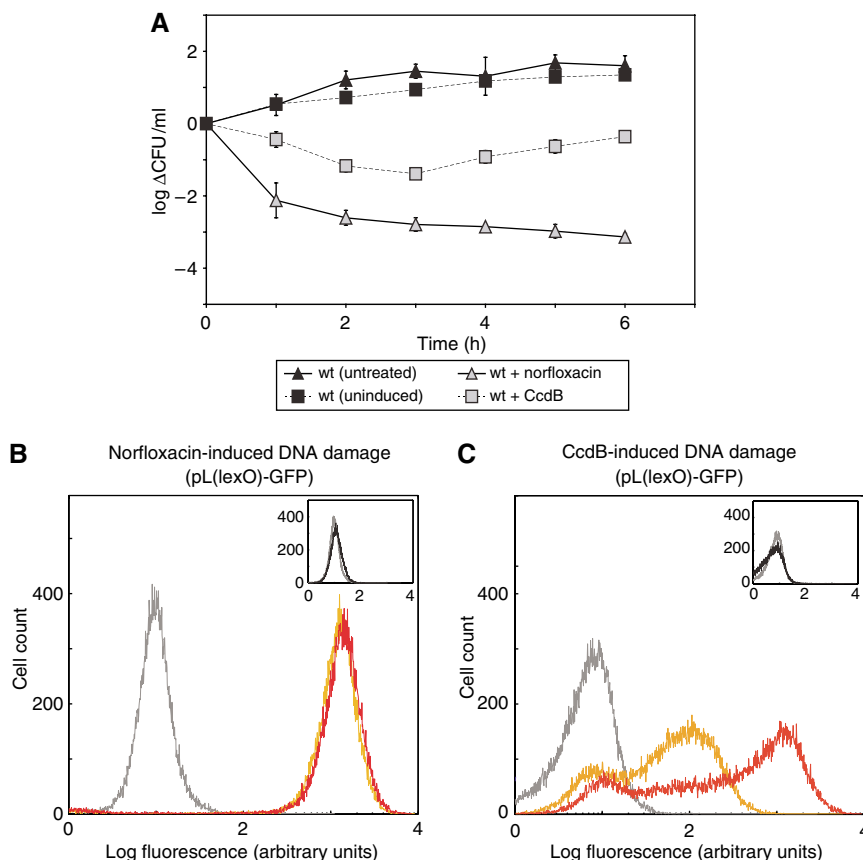 A
2
0
−2
−4
log ΔCFU/ml
0 2 4 6
Time (h)
wt (untreated) wt + norfloxacin
wt (uninduced) wt + CcdB
B
Norfloxacin-induced DNA damage
(pL(lexO)-GFP)
400
200
0
0 2 4
400
200
0
Cell count
0 2 4
Log fluorescence (arbitrary units)
C
CcdB-induced DNA damage
(pL(lexO)-GFP)
400
200
0
0 2 4
400
200
0
Cell count
0 2 4
Log fluorescence (arbitrary units)